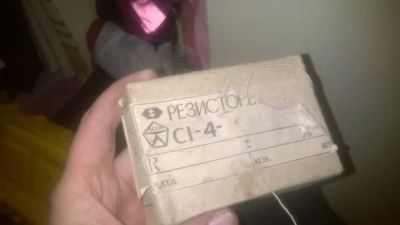 РЕЗИСТОРЫ
С1-4-
R ± %
КОЛ. ШТ
ДАТА